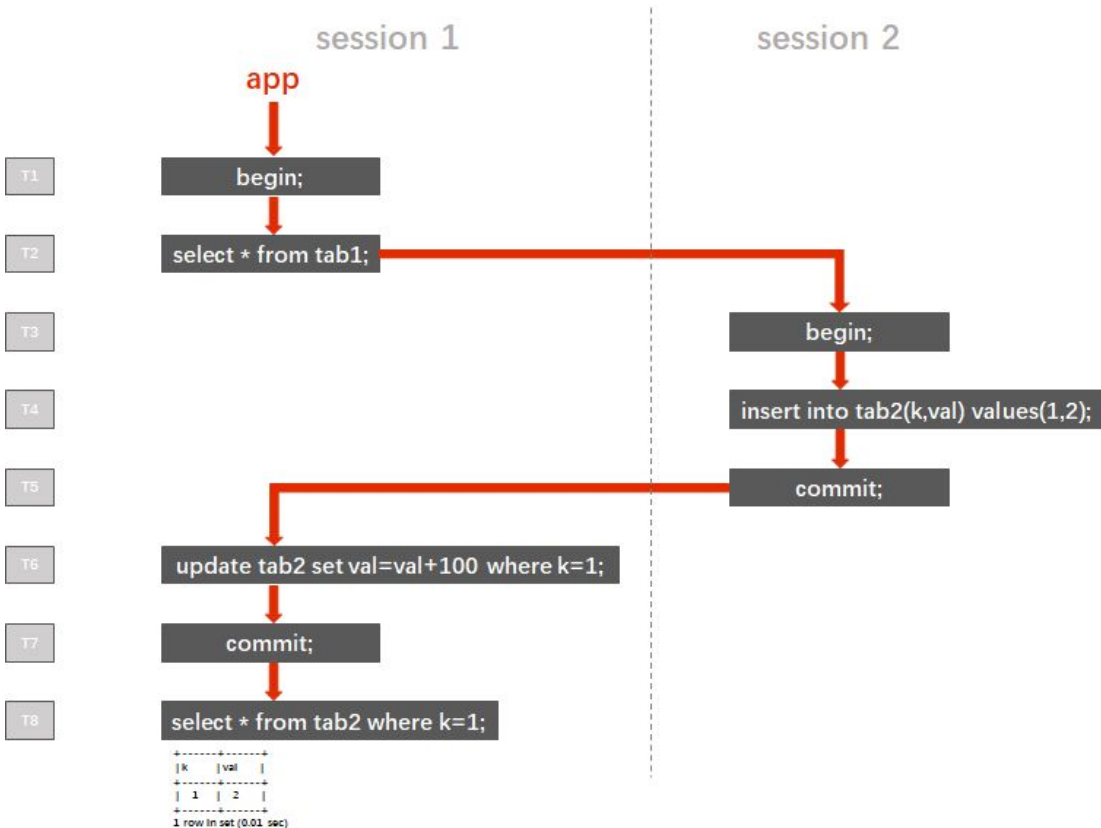 session 1
session 2
app
T1
begin;
T2
select * from tab1;
T3
begin;
T4
insert into tab2(k,val) values(1,2);
T5
commit;
T6
update tab2 set val=val+100 where k=1;
T7
commit;
T8
select * from tab2 where k=1;
+------+------+
|k |val |
+------+------+
| 1 | 2 |
+------+------+
1 row in set (0.01 sec)